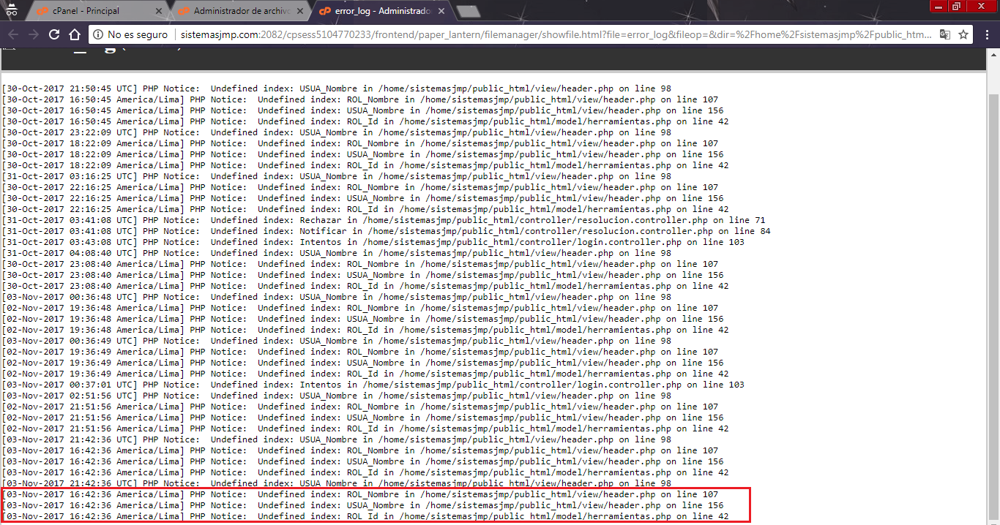 cPanel - Principal
Administrador de archivo
error_log - Administrado
No es seguro
sistemasjmp.com:2082/cpsess5104770233/frontend/paper_lantern/filemanager/showfile.html?file=error_log&fileop=&dir=%2Fhome%2Fsistemasjmp%2Fpublic_htm...
[30-Oct-2017 21:50:45 UTC] PHP Notice:  Undefined index: USUA_Nombre in /home/sistemasjmp/public_html/view/header.php on line 98
[30-Oct-2017 16:50:45 America/Lima] PHP Notice:  Undefined index: ROL_Nombre in /home/sistemasjmp/public_html/view/header.php on line 107
[30-Oct-2017 16:50:45 America/Lima] PHP Notice:  Undefined index: USUA_Nombre in /home/sistemasjmp/public_html/view/header.php on line 156
[30-Oct-2017 16:50:45 America/Lima] PHP Notice:  Undefined index: ROL_Id in /home/sistemasjmp/public_html/model/herramientas.php on line 42
[30-Oct-2017 23:22:09 UTC] PHP Notice:  Undefined index: USUA_Nombre in /home/sistemasjmp/public_html/view/header.php on line 98
[30-Oct-2017 18:22:09 America/Lima] PHP Notice:  Undefined index: ROL_Nombre in /home/sistemasjmp/public_html/view/header.php on line 107
[30-Oct-2017 18:22:09 America/Lima] PHP Notice:  Undefined index: USUA_Nombre in /home/sistemasjmp/public_html/view/header.php on line 156
[30-Oct-2017 18:22:09 America/Lima] PHP Notice:  Undefined index: ROL_Id in /home/sistemasjmp/public_html/model/herramientas.php on line 42
[31-Oct-2017 03:16:25 UTC] PHP Notice:  Undefined index: USUA_Nombre in /home/sistemasjmp/public_html/view/header.php on line 98
[30-Oct-2017 22:16:25 America/Lima] PHP Notice:  Undefined index: ROL_Nombre in /home/sistemasjmp/public_html/view/header.php on line 107
[30-Oct-2017 22:16:25 America/Lima] PHP Notice:  Undefined index: USUA_Nombre in /home/sistemasjmp/public_html/view/header.php on line 156
[30-Oct-2017 22:16:25 America/Lima] PHP Notice:  Undefined index: ROL_Id in /home/sistemasjmp/public_html/model/herramientas.php on line 42
[31-Oct-2017 03:41:08 UTC] PHP Notice:  Undefined index: Rechazar in /home/sistemasjmp/public_html/controller/resolucion.controller.php on line 71
[31-Oct-2017 03:41:08 UTC] PHP Notice:  Undefined index: Notificar in /home/sistemasjmp/public_html/controller/resolucion.controller.php on line 84
[31-Oct-2017 03:43:08 UTC] PHP Notice:  Undefined index: Intentos in /home/sistemasjmp/public_html/controller/login.controller.php on line 103
[31-Oct-2017 04:08:40 UTC] PHP Notice:  Undefined index: USUA_Nombre in /home/sistemasjmp/public_html/view/header.php on line 98
[30-Oct-2017 23:08:40 America/Lima] PHP Notice:  Undefined index: ROL_Nombre in /home/sistemasjmp/public_html/view/header.php on line 107
[30-Oct-2017 23:08:40 America/Lima] PHP Notice:  Undefined index: USUA_Nombre in /home/sistemasjmp/public_html/view/header.php on line 156
[30-Oct-2017 23:08:40 America/Lima] PHP Notice:  Undefined index: ROL_Id in /home/sistemasjmp/public_html/model/herramientas.php on line 42
[03-Nov-2017 00:36:48 UTC] PHP Notice:  Undefined index: USUA_Nombre in /home/sistemasjmp/public_html/view/header.php on line 98
[02-Nov-2017 19:36:48 America/Lima] PHP Notice:  Undefined index: ROL_Nombre in /home/sistemasjmp/public_html/view/header.php on line 107
[02-Nov-2017 19:36:48 America/Lima] PHP Notice:  Undefined index: USUA_Nombre in /home/sistemasjmp/public_html/view/header.php on line 156
[02-Nov-2017 19:36:48 America/Lima] PHP Notice:  Undefined index: ROL_Id in /home/sistemasjmp/public_html/model/herramientas.php on line 42
[03-Nov-2017 00:36:49 UTC] PHP Notice:  Undefined index: USUA_Nombre in /home/sistemasjmp/public_html/view/header.php on line 98
[02-Nov-2017 19:36:49 America/Lima] PHP Notice:  Undefined index: ROL_Nombre in /home/sistemasjmp/public_html/view/header.php on line 107
[02-Nov-2017 19:36:49 America/Lima] PHP Notice:  Undefined index: USUA_Nombre in /home/sistemasjmp/public_html/view/header.php on line 156
[02-Nov-2017 19:36:49 America/Lima] PHP Notice:  Undefined index: ROL_Id in /home/sistemasjmp/public_html/model/herramientas.php on line 42
[03-Nov-2017 00:37:01 UTC] PHP Notice:  Undefined index: Intentos in /home/sistemasjmp/public_html/controller/login.controller.php on line 103
[03-Nov-2017 02:51:56 UTC] PHP Notice:  Undefined index: USUA_Nombre in /home/sistemasjmp/public_html/view/header.php on line 98
[02-Nov-2017 21:51:56 America/Lima] PHP Notice:  Undefined index: ROL_Nombre in /home/sistemasjmp/public_html/view/header.php on line 107
[02-Nov-2017 21:51:56 America/Lima] PHP Notice:  Undefined index: USUA_Nombre in /home/sistemasjmp/public_html/view/header.php on line 156
[02-Nov-2017 21:51:56 America/Lima] PHP Notice:  Undefined index: ROL_Id in /home/sistemasjmp/public_html/model/herramientas.php on line 42
[03-Nov-2017 21:42:36 UTC] PHP Notice:  Undefined index: USUA_Nombre in /home/sistemasjmp/public_html/view/header.php on line 98
[03-Nov-2017 16:42:36 America/Lima] PHP Notice:  Undefined index: ROL_Nombre in /home/sistemasjmp/public_html/view/header.php on line 107
[03-Nov-2017 16:42:36 America/Lima] PHP Notice:  Undefined index: USUA_Nombre in /home/sistemasjmp/public_html/view/header.php on line 156
[03-Nov-2017 16:42:36 America/Lima] PHP Notice:  Undefined index: ROL_Id in /home/sistemasjmp/public_html/model/herramientas.php on line 42
[03-Nov-2017 21:42:36 UTC] PHP Notice:  Undefined index: USUA_Nombre in /home/sistemasjmp/public_html/view/header.php on line 98
[03-Nov-2017 16:42:36 America/Lima] PHP Notice:  Undefined index: ROL_Nombre in /home/sistemasjmp/public_html/view/header.php on line 107
[03-Nov-2017 16:42:36 America/Lima] PHP Notice:  Undefined index: USUA_Nombre in /home/sistemasjmp/public_html/view/header.php on line 156
[03-Nov-2017 16:42:36 America/Lima] PHP Notice:  Undefined index: ROL_Id in /home/sistemasjmp/public_html/model/herramientas.php on line 42